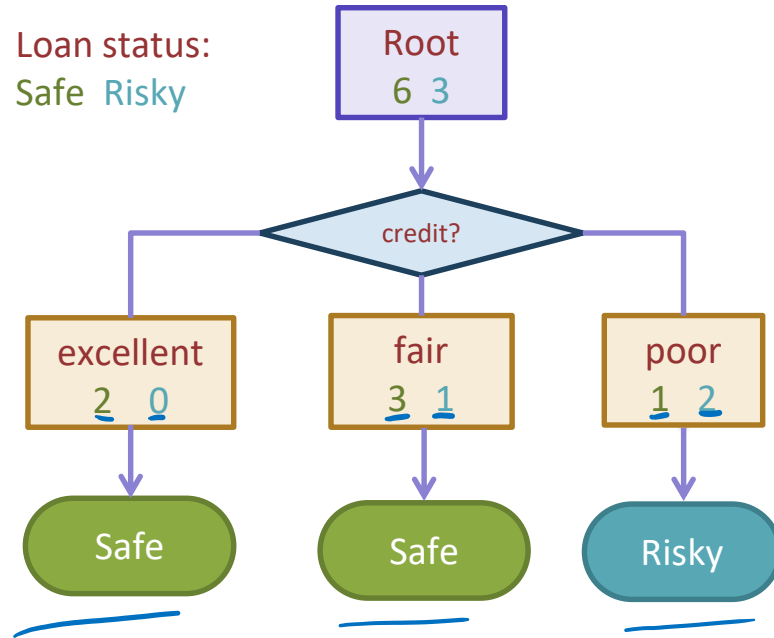 Loan status:
Safe Risky
Root
6 3
credit?
excellent
2 0
fair
3 1
poor
1 2
Safe
Safe
Risky